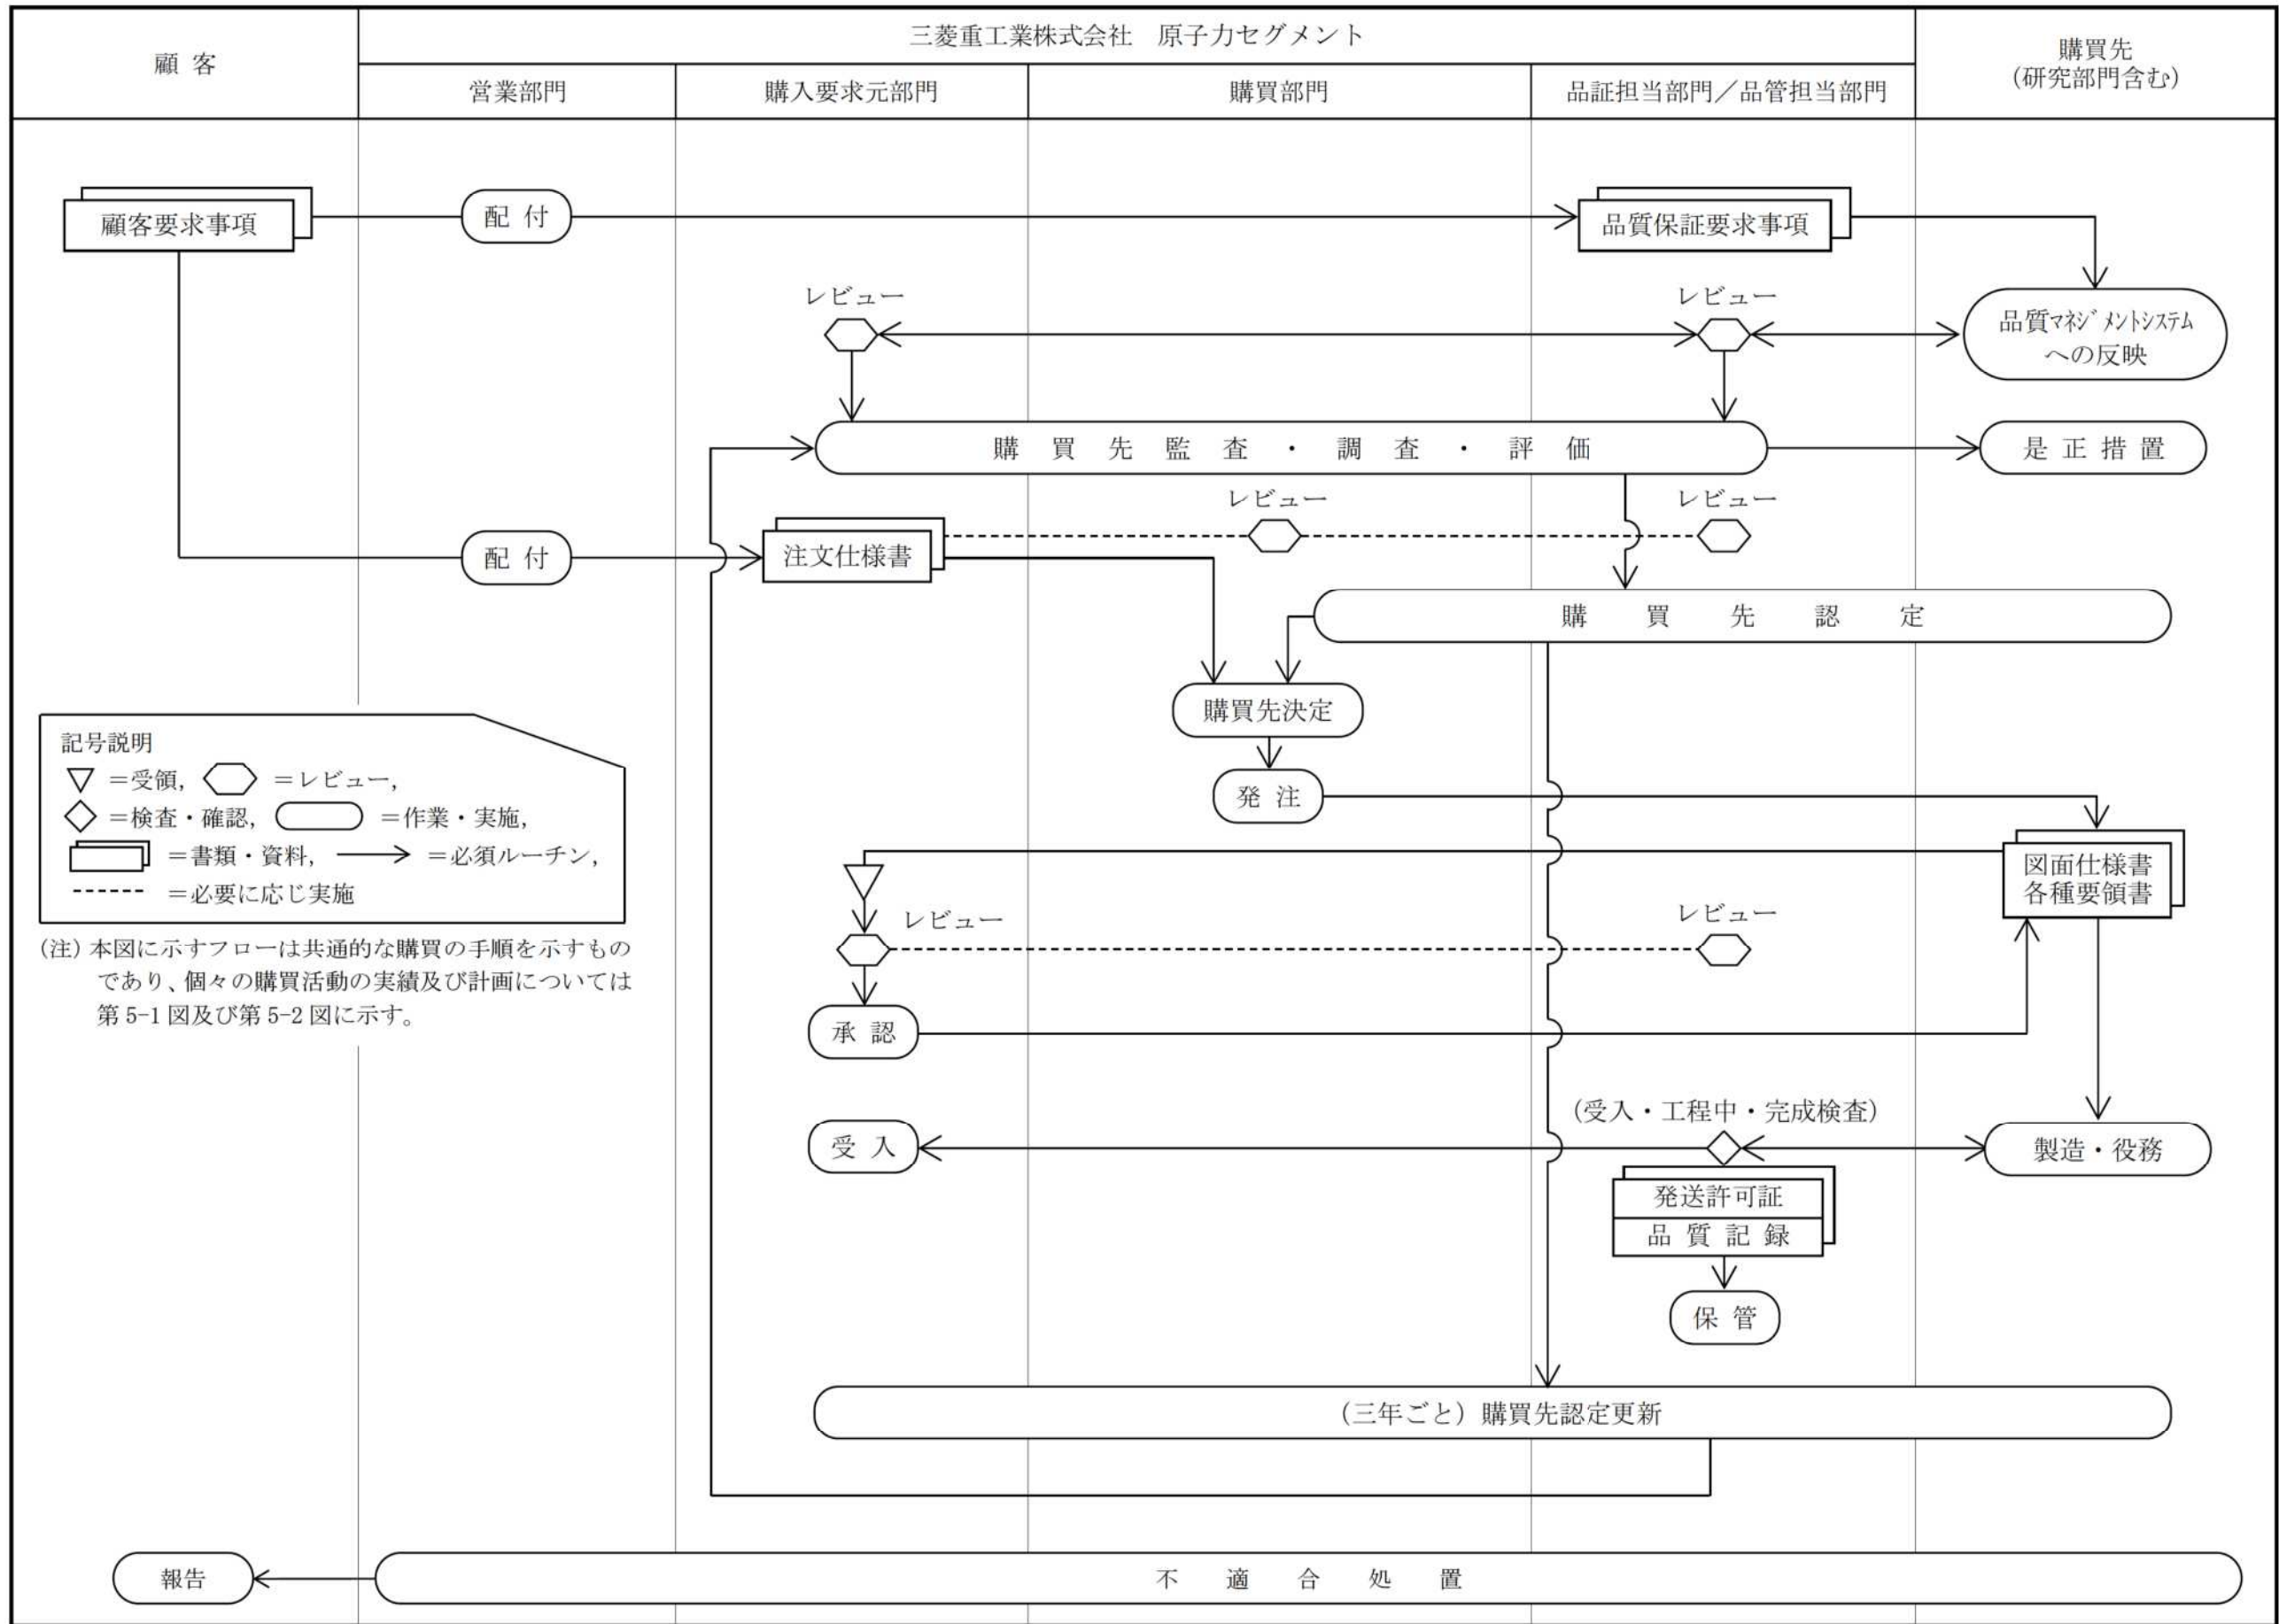 顧 客
三菱重工業株式会社　原子力セグメント
購買先
（研究部門含む）
営業部門
購入要求元部門
購買部門
品証担当部門／品管担当部門
顧客要求事項
配 付
品質保証要求事項
レビュー
レビュー
品質ﾏﾈｼﾞﾒﾝﾄｼｽﾃﾑ
への反映
購 買 先 監 査 ・ 調 査 ・ 評 価
是 正 措 置
レビュー
レビュー
配 付
注文仕様書
購 買 先 認 定
購買先決定
発 注
記号説明
＝受領,
＝レビュー,
＝検査・確認,
＝作業・実施,
＝書類・資料,
＝必須ルーチン,
＝必要に応じ実施
図面仕様書
各種要領書
レビュー
レビュー
(注) 本図に示すフローは共通的な購買の手順を示すもの
であり、個々の購買活動の実績及び計画については
第 5-1 図及び第 5-2 図に示す。
承 認
（受入・工程中・完成検査）
受 入
製造・役務
発送許可証
品 質 記 録
保 管
（三年ごと）購買先認定更新
報告
不 適 合 処 置